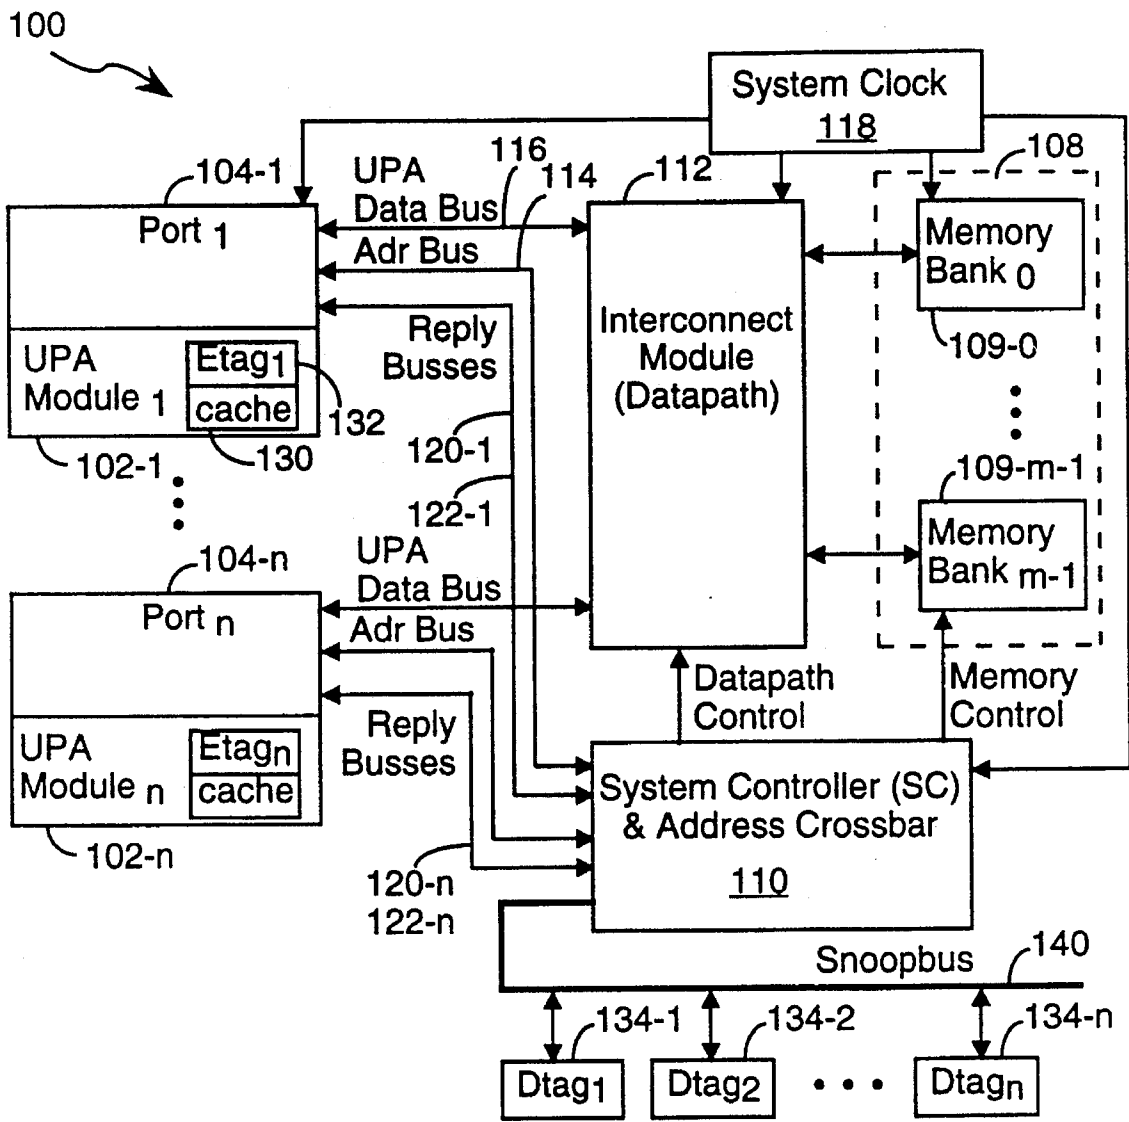 100
System Clock
118
116
UPA
Data Bus
114
112
108
104-1
Port 1
Adr Bus
Reply
Busses
Interconnect
Module
(Datapath)
Memory
Bank 0
109-0
UPA
Module 1
Etag1
cache
132
130
102-1
120-1
122-1
109-m-1
Memory
Bank m-1
104-n
UPA
Data Bus
Port n
Adr Bus
Reply
Busses
Datapath
Control
Memory
Control
UPA
Module n
Etagn
cache
102-n
System Controller (SC)
& Address Crossbar
110
120-n
122-n
Snoopbus
140
134-1
134-2
134-n
Dtag1
Dtag2
Dtagn